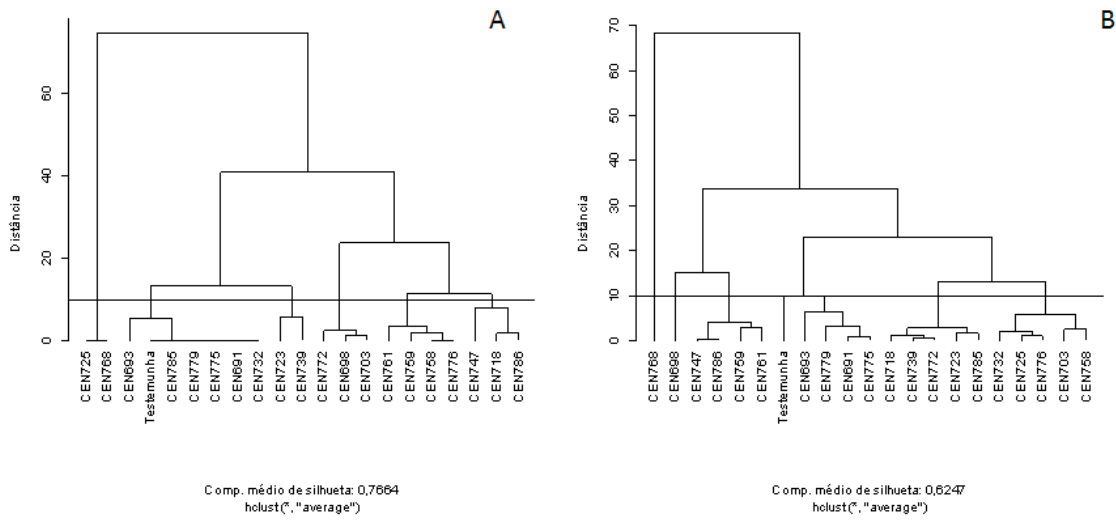 A
60
40
20
0
Distância
CEN725
CEN768
CEN693
Testemunha
CEN785
CEN779
CEN775
CEN691
CEN732
CEN723
CEN739
CEN772
CEN698
CEN703
CEN761
CEN759
CEN758
CEN776
CEN747
CEN718
CEN786
Comp. médio de silhueta: 0,7664
hclust(*, "average")
B
70
60
50
40
30
20
10
0
Distância
CEN768
CEN698
CEN747
CEN786
CEN759
CEN761
Testemunha
CEN693
CEN779
CEN691
CEN775
CEN718
CEN739
CEN772
CEN723
CEN785
CEN732
CEN725
CEN776
CEN703
CEN758
Comp. médio de silhueta: 0,6247
hclust(*, "average")